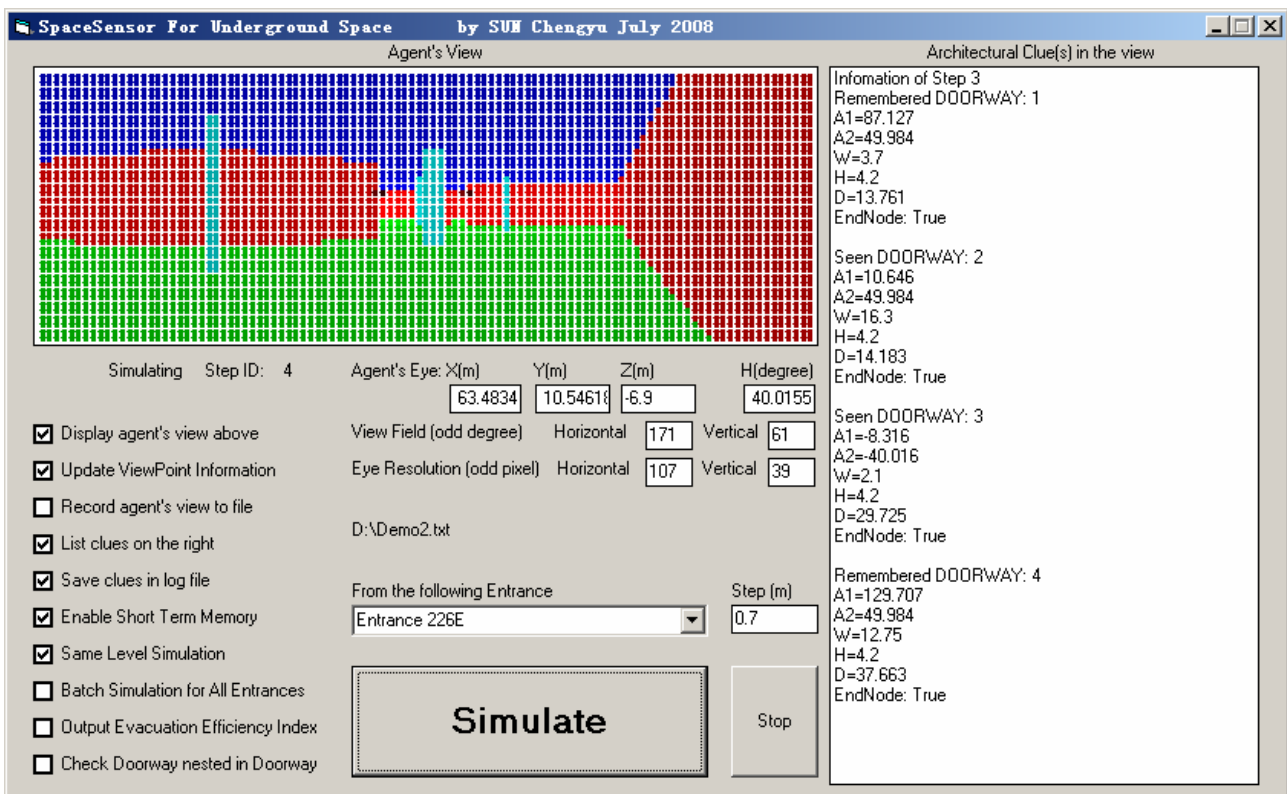 SpaceSensor For Underground Space by SUN Chengyu July 2008
Agent's View
Simulating Step ID: 4
Agent's Eye: X(m) Y(m) Z(m) H(degree)
63.4834 10.54618 -6.9 40.0155
View Field (odd degree) Horizontal 171 Vertical 61
Eye Resolution (odd pixel) Horizontal 107 Vertical 39
D:\Demo2.txt
From the following Entrance Step (m)
Entrance 226E 0.7
Simulate
Stop
Display agent's view above
Update ViewPoint Information
Record agent's view to file
List clues on the right
Save clues in log file
Enable Short Term Memory
Same Level Simulation
Batch Simulation for All Entrances
Output Evacuation Efficiency Index
Check Doorway nested in Doorway
Architectural Clue(s) in the view
Infomation of Step 3
Remembered DOORWAY: 1
A1=87.127
A2=49.984
W=3.7
H=4.2
D=13.761
EndNode: True
Seen DOORWAY: 2
A1=10.646
A2=49.984
W=16.3
H=4.2
D=14.183
EndNode: True
Seen DOORWAY: 3
A1=-8.316
A2=-40.016
W=2.1
H=4.2
D=29.725
EndNode: True
Remembered DOORWAY: 4
A1=129.707
A2=49.984
W=12.75
H=4.2
D=37.663
EndNode: True